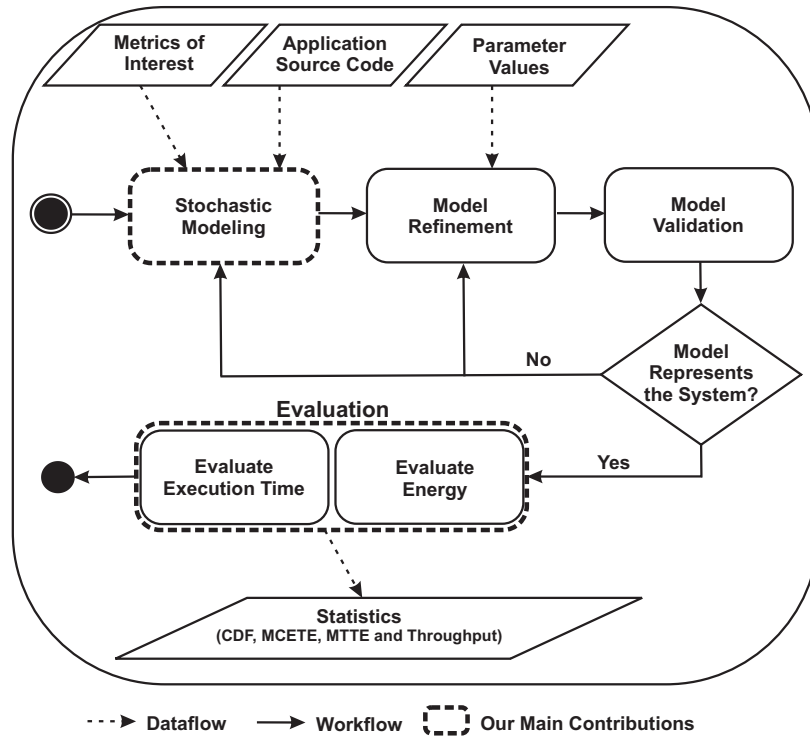 Metrics of
Interest
Application
Source Code
Parameter
Values
Stochastic
Modeling
Model
Refinement
Model
Validation
No
Model
Represents
the System?
Evaluation
Evaluate
Execution Time
Evaluate
Energy
Yes
Statistics
(CDF, MCETE, MTTE and Throughput)
Dataflow
Workflow
Our Main Contributions